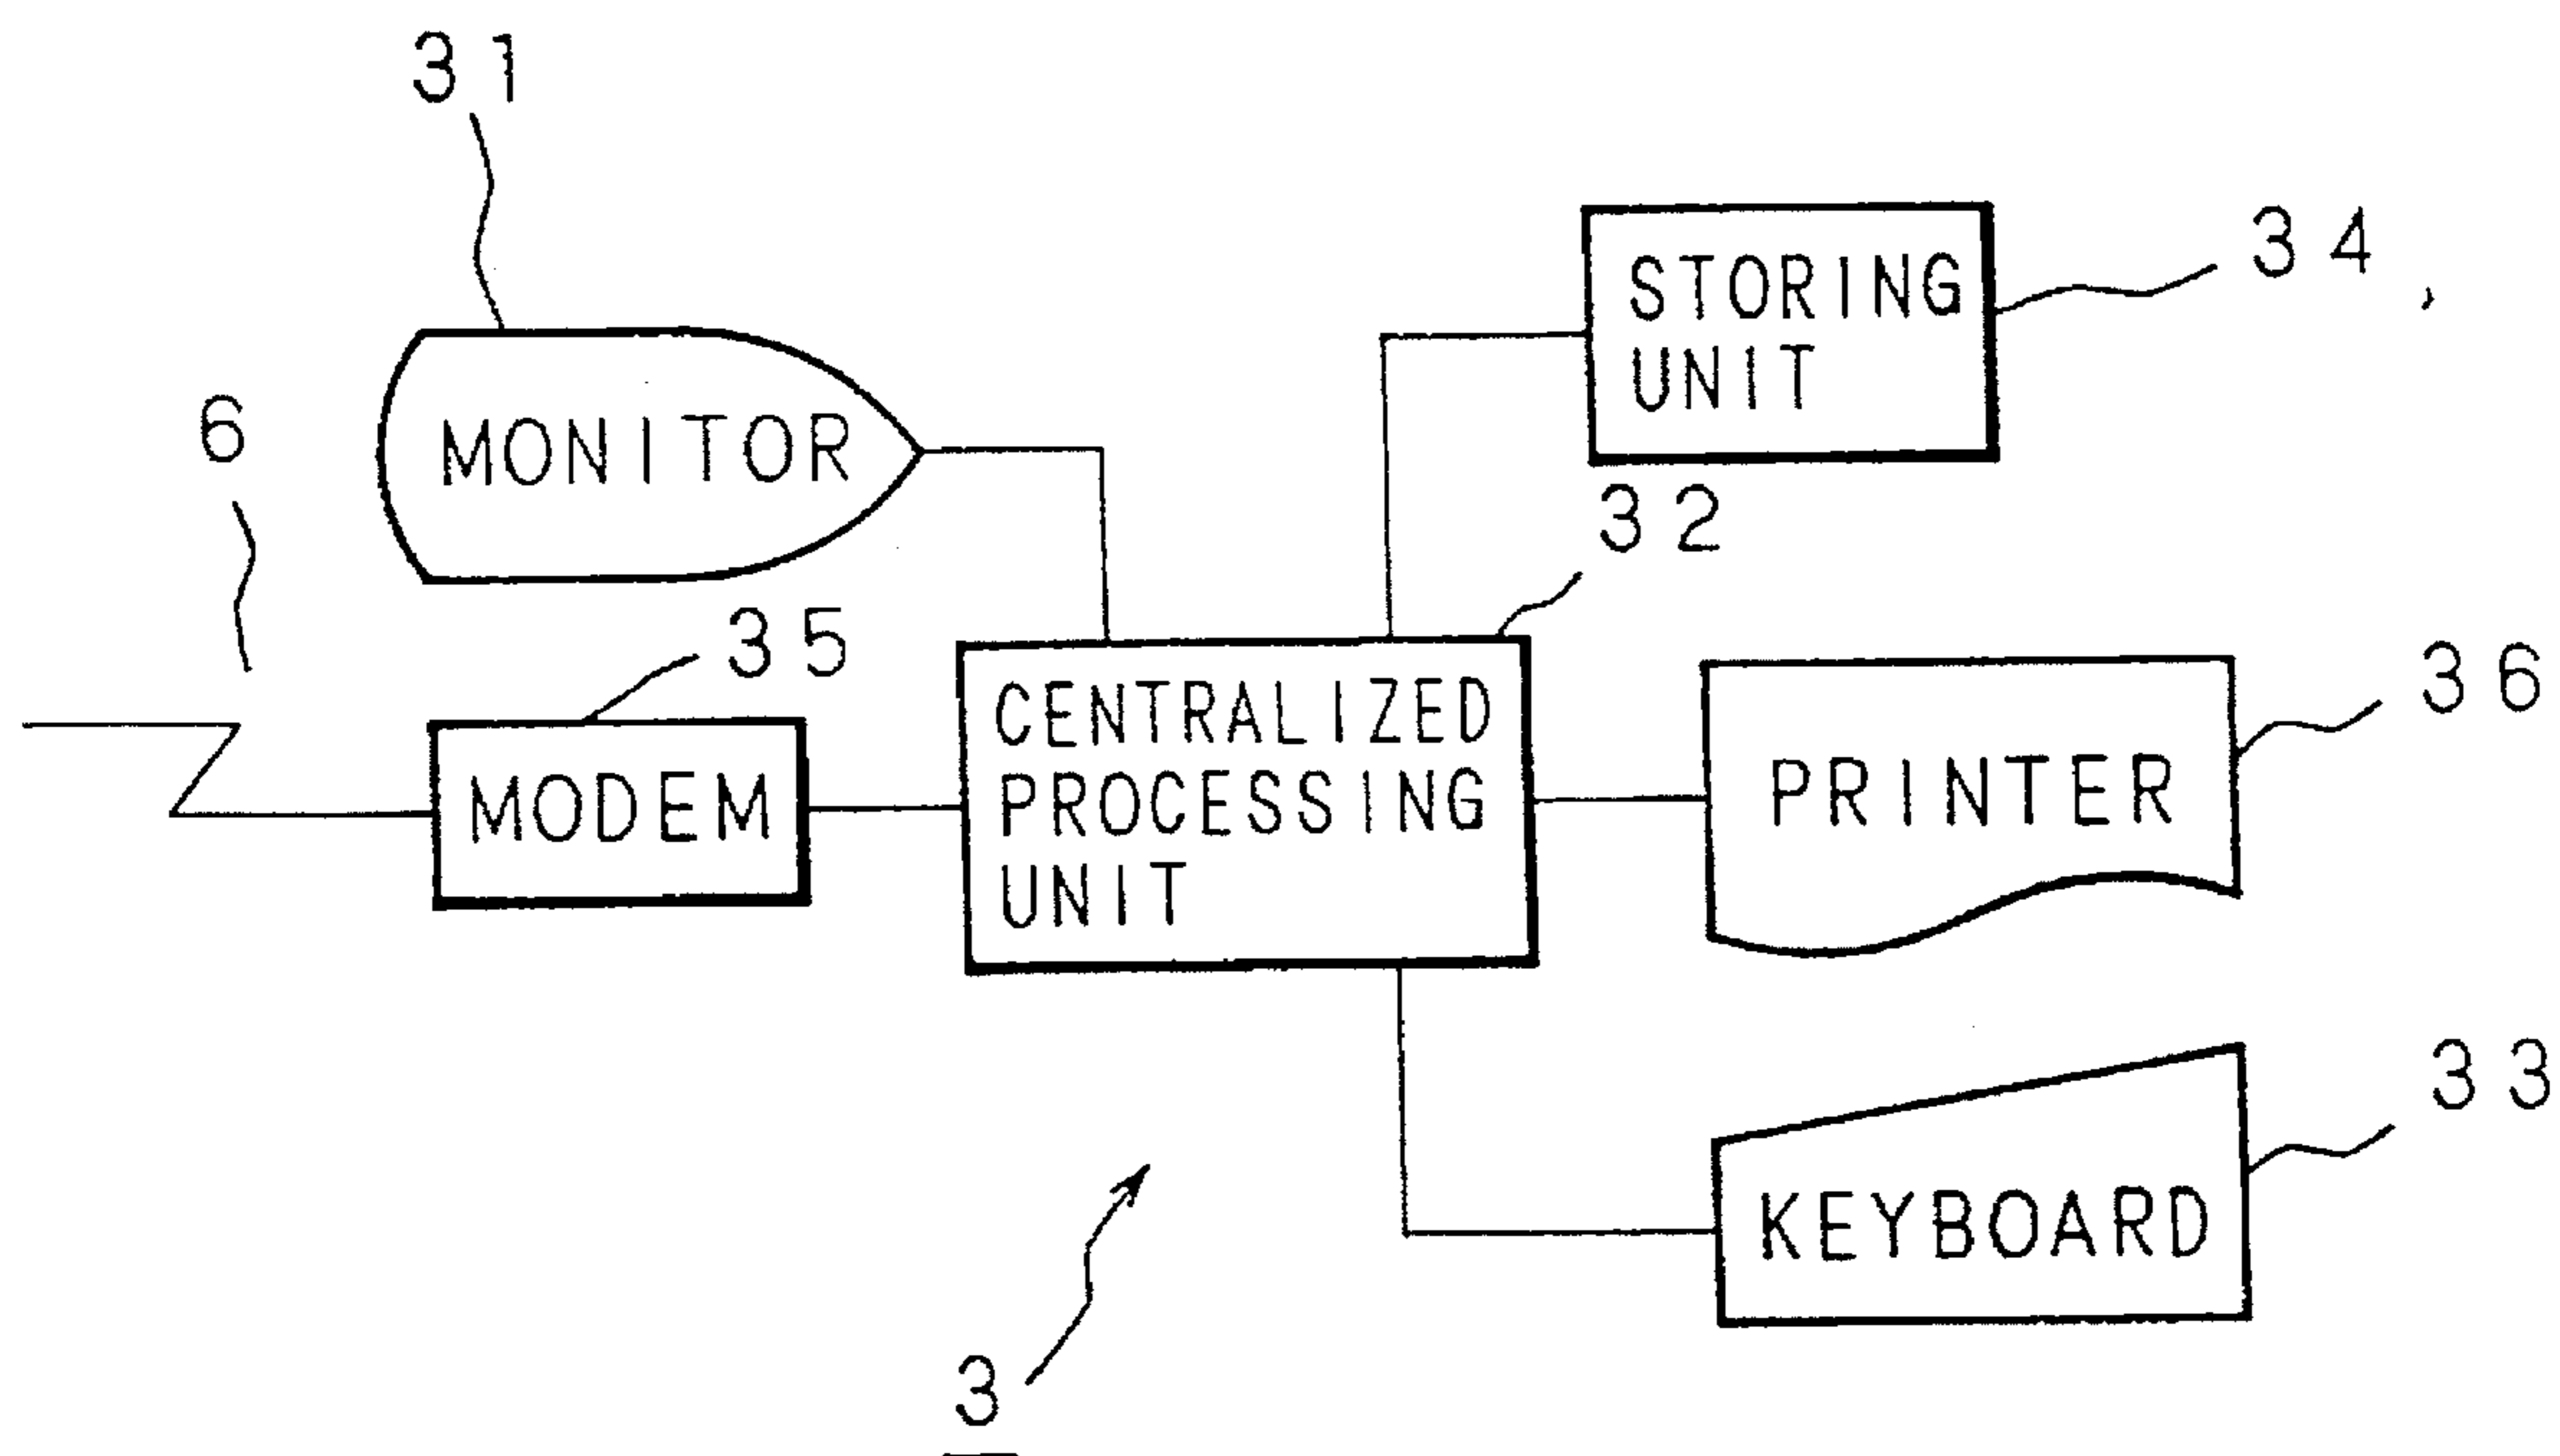 31
34
STORING
UNIT
6
MONITOR
32
35
36
CENTRALIZED
PROCESSING
UNIT
MODEM
PRINTER
33
KEYBOARD
3